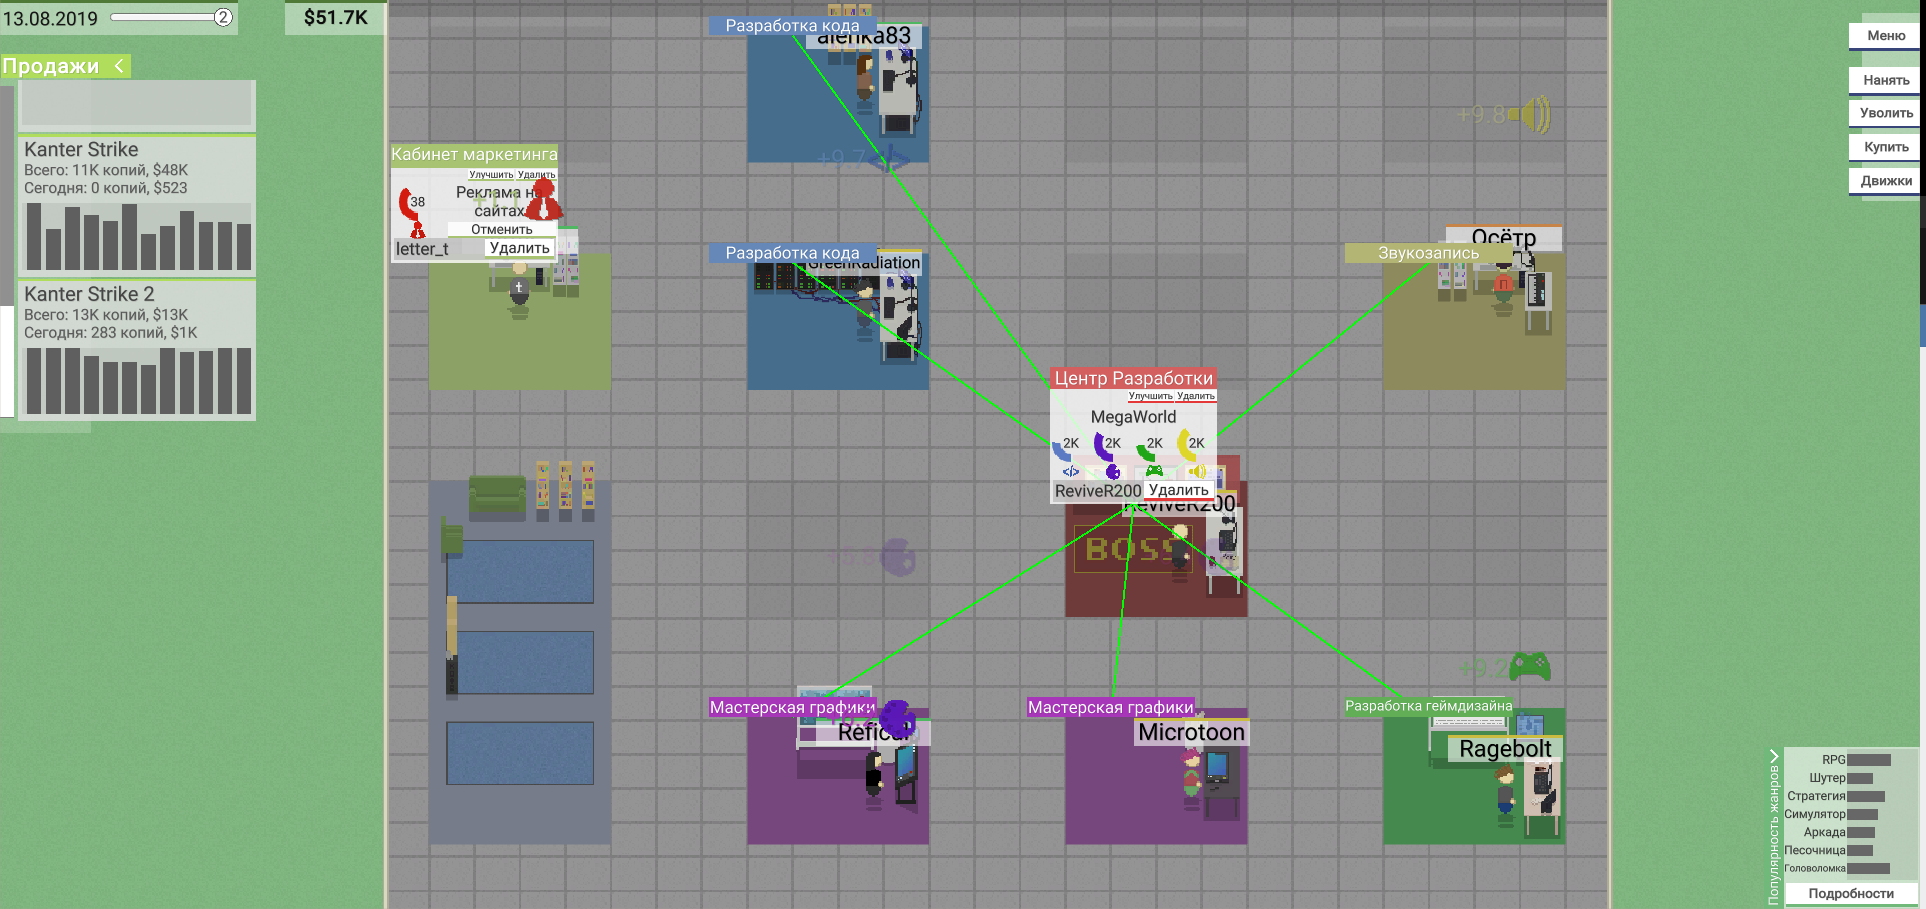 13.08.2019
2
$51.7K
Продажи <
Kanter Strike
Всего: 11K копий, $48K
Сегодня: 0 копий, $523
Kanter Strike 2
Всего: 13K копий, $13K
Сегодня: 283 копий, $1K
Кабинет маркетинга
Улучшить Удалить
Реклама на
сайтах
38
Отменить
letter_t
Удалить
t
Разработка кода
alenka83
+9.7
Разработка кода
GreenRadiation
+9.8
Осётр
Звукозапись
Центр Разработки
Улучшить Удалить
MegaWorld
2K 2K 2K 2K
ReviveR200 Удалить
ReviveR200
BOSS
Мастерская графики
Refical
Мастерская графики
Microtoon
+9.2
Разработка геймдизайна
Ragebolt
Меню
Нанять
Уволить
Купить
Движки
Популярность жанров
RPG
Шутер
Стратегия
Симулятор
Аркада
Песочница
Головоломка
Подробности